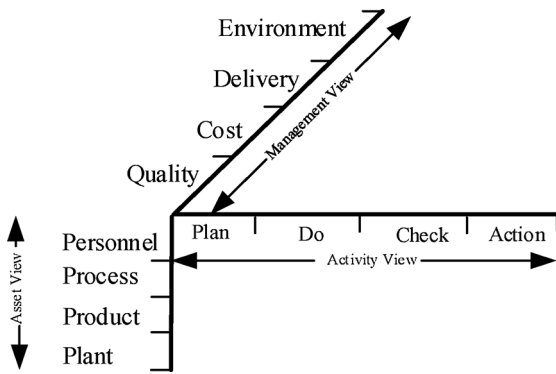 Environment
Delivery
Cost
Quality
Management View
Plan
Do
Check
Action
Activity View
Personnel
Process
Product
Plant
Asset View